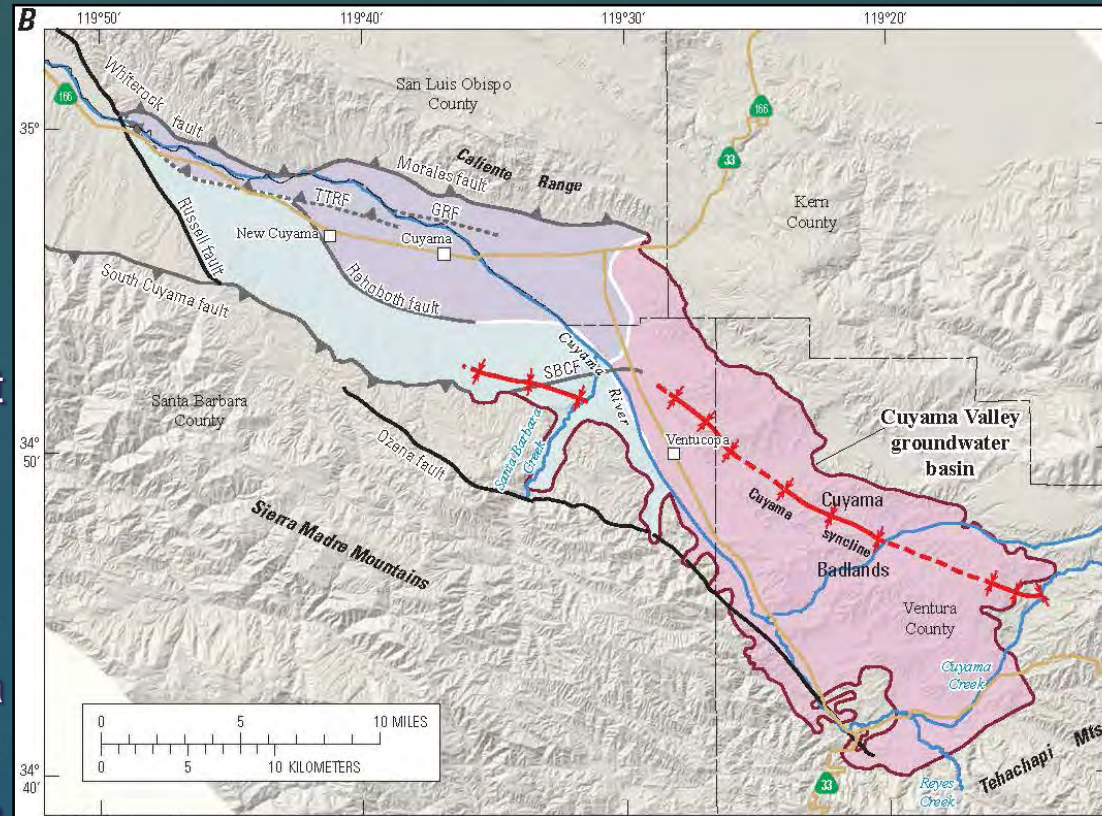 B
119°50'
119°40'
119°30'
119°20'
166
Whiterock fault
San Luis Obispo
County
166
35°
Caliente Range
Morales fault
33
TTRF
GRF
Kern
County
New Cuyama
Cuyama
Russell fault
Rehoboth fault
South Cuyama fault
Cuyama River
SBCF
Santa Barbara
County
Ozena fault
Santa Barbara
Creek
Ventucopa
Cuyama Valley
groundwater
basin
34°
50'
Cuyama syncline
Cuyama
Badlands
Sierra Madre Mountains
Ventura
County
Cuyama
Creek
0 5 10 MILES
0 5 10 KILOMETERS
34°
40'
33
Reyes
Creek
Tehachapi Mts